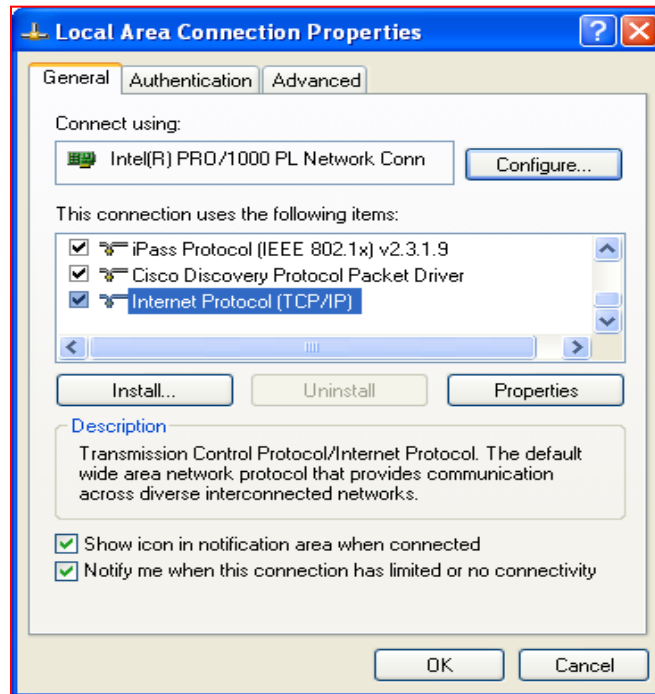 Local Area Connection Properties
General Authentication Advanced
Connect using:
Intel(R) PRO/1000 PL Network Conn
Configure...
This connection uses the following items:
iPass Protocol (IEEE 802.1x) v2.3.1.9
Cisco Discovery Protocol Packet Driver
Internet Protocol (TCP/IP)
Install... Uninstall Properties
Description
Transmission Control Protocol/Internet Protocol. The default
wide area network protocol that provides communication
across diverse interconnected networks.
Show icon in notification area when connected
Notify me when this connection has limited or no connectivity
OK Cancel